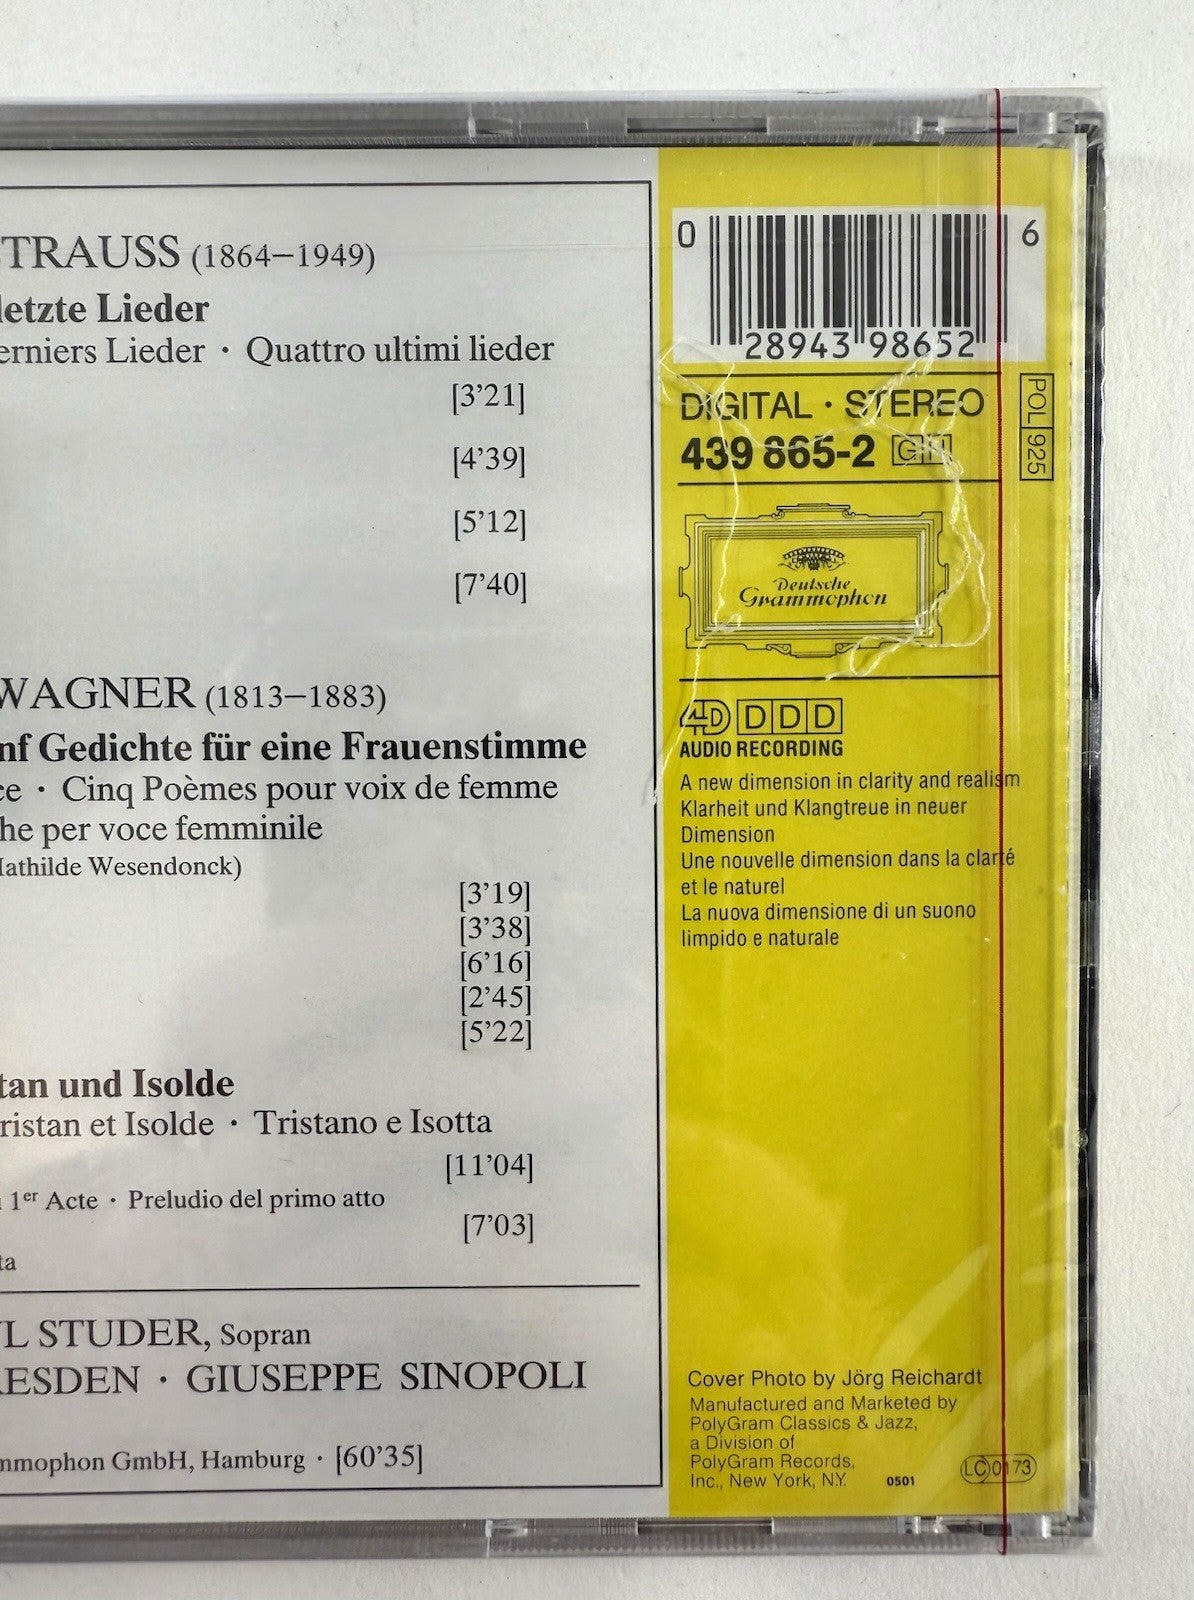 TRAUSS (1864–1949)
letzte Lieder
erniers Lieder · Quattro ultimi lieder
[3'21]
[4'39]
[5'12]
[7'40]
WAGNER (1813–1883)
nf Gedichte für eine Frauenstimme
ce · Cinq Poèmes pour voix de femme
he per voce femminile
athilde Wesendonck)
[3'19]
[3'38]
[6'16]
[2'45]
[5'22]
tan und Isolde
ristan et Isolde · Tristano e Isotta
[11'04]
1er Acte · Preludio del primo atto
[7'03]
ta
YL STUDER, Sopran
RESDEN · GIUSEPPE SINOPOLI
mmophon GmbH, Hamburg · [60'35]
0 28943 98652 6
DIGITAL · STEREO
439 865-2 GH
POL 925
Deutsche
Grammophon
4D DDD
AUDIO RECORDING
A new dimension in clarity and realism
Klarheit und Klangtreue in neuer
Dimension
Une nouvelle dimension dans la clarté
et le naturel
La nuova dimensione di un suono
limpido e naturale
Cover Photo by Jörg Reichardt
Manufactured and Marketed by
PolyGram Classics & Jazz,
a Division of
PolyGram Records,
Inc., New York, N.Y. 0501
LC 0173